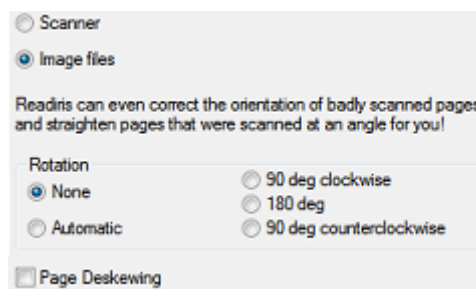 Scanner
Image files
Readiris can even correct the orientation of badly scanned pages
and straighten pages that were scanned at an angle for you!
Rotation
None
90 deg clockwise
180 deg
Automatic
90 deg counterclockwise
Page Deskewing